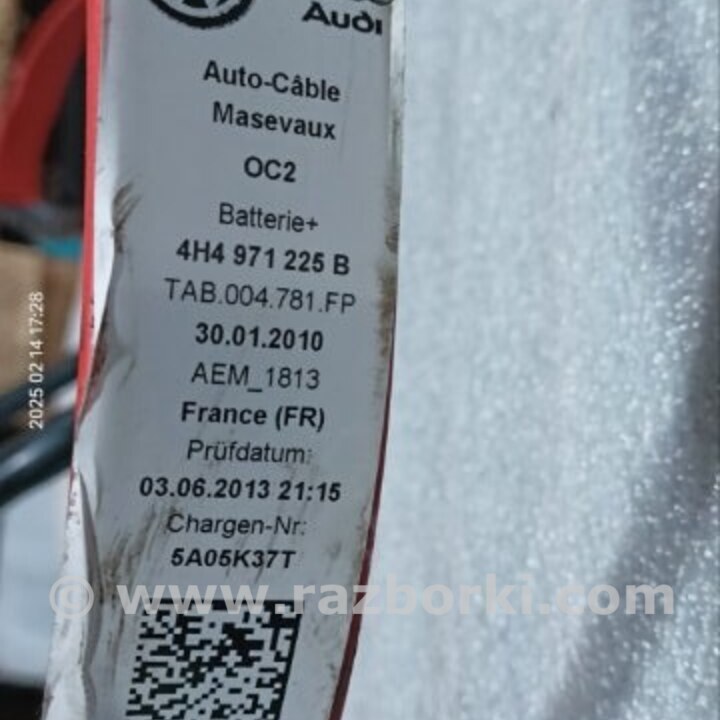 Audi
Auto-Câble
Masevaux
OC2
Batterie+
4H4 971 225 B
TAB.004.781.FP
30.01.2010
AEM_1813
France (FR)
Prüfdatum:
03.06.2013 21:15
Chargen-Nr:
5A05K37T
2025 02 14 17:28
© www.razborki.com